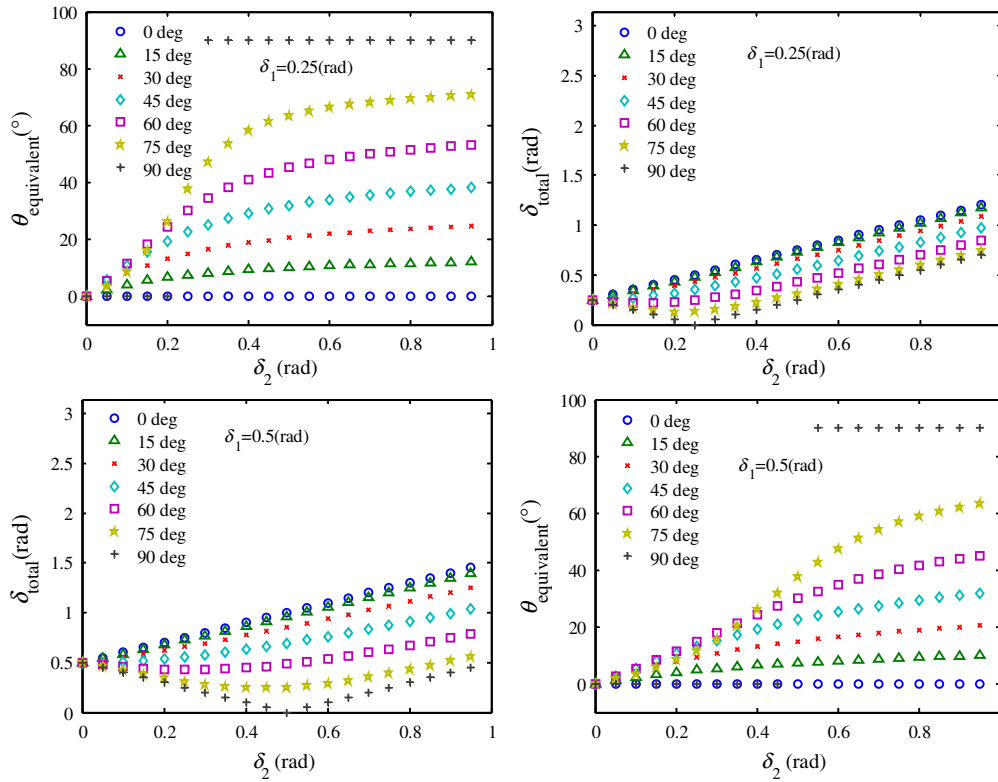 100
80
60
40
20
0
θequivalent(°)
0 deg
15 deg
30 deg
45 deg
60 deg
75 deg
90 deg
δ1=0.25(rad)
0 0.2 0.4 0.6 0.8 1
δ2 (rad)
3
2.5
2
1.5
1
0.5
0
δtotal(rad)
0 deg
15 deg
30 deg
45 deg
60 deg
75 deg
90 deg
δ1=0.25(rad)
0 0.2 0.4 0.6 0.8
δ2 (rad)
3
2.5
2
1.5
1
0.5
0
δtotal(rad)
0 deg
15 deg
30 deg
45 deg
60 deg
75 deg
90 deg
δ1=0.5(rad)
0 0.2 0.4 0.6 0.8 1
δ2 (rad)
100
80
60
40
20
0
θequivalent(°)
0 deg
15 deg
30 deg
45 deg
60 deg
75 deg
90 deg
δ1=0.5(rad)
0 0.2 0.4 0.6 0.8
δ2 (rad)